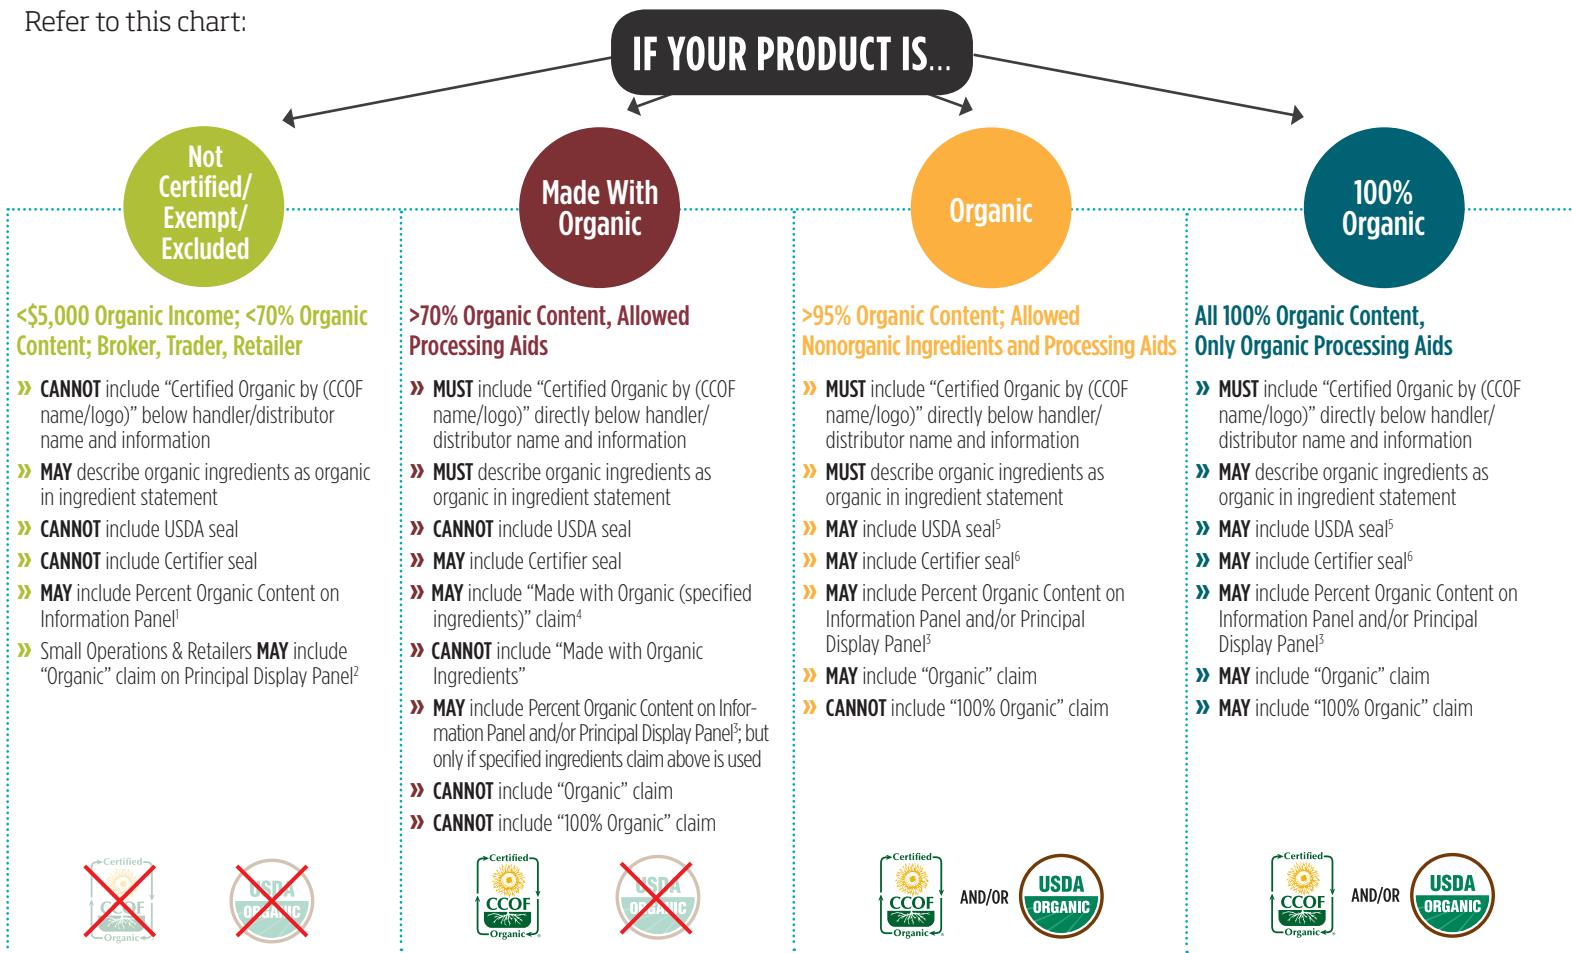 Refer to this chart:
IF YOUR PRODUCT IS...
Not
Certified/
Exempt/
Excluded
<$5,000 Organic Income; <70% Organic
Content; Broker, Trader, Retailer
» CANNOT include “Certified Organic by (CCOF
name/logo)” below handler/distributor
name and information
» MAY describe organic ingredients as organic
in ingredient statement
» CANNOT include USDA seal
» CANNOT include Certifier seal
» MAY include Percent Organic Content on
Information Panel¹
» Small Operations & Retailers MAY include
“Organic” claim on Principal Display Panel²
Certified
CCOF
Organic
USDA
ORGANIC
Made With
Organic
>70% Organic Content, Allowed
Processing Aids
» MUST include “Certified Organic by (CCOF
name/logo)” directly below handler/
distributor name and information
» MUST describe organic ingredients as
organic in ingredient statement
» CANNOT include USDA seal
» MAY include Certifier seal
» MAY include “Made with Organic (specified
ingredients)” claim⁴
» CANNOT include “Made with Organic
Ingredients”
» MAY include Percent Organic Content on Infor-
mation Panel and/or Principal Display Panel³; but
only if specified ingredients claim above is used
» CANNOT include “Organic” claim
» CANNOT include “100% Organic” claim
Certified
CCOF
Organic
USDA
ORGANIC
Organic
>95% Organic Content; Allowed
Nonorganic Ingredients and Processing Aids
» MUST include “Certified Organic by (CCOF
name/logo)” directly below handler/
distributor name and information
» MUST describe organic ingredients as
organic in ingredient statement
» MAY include USDA seal⁵
» MAY include Certifier seal⁶
» MAY include Percent Organic Content on
Information Panel and/or Principal
Display Panel³
» MAY include “Organic” claim
» CANNOT include “100% Organic” claim
Certified
CCOF
Organic
AND/OR
USDA
ORGANIC
100%
Organic
All 100% Organic Content,
Only Organic Processing Aids
» MUST include “Certified Organic by (CCOF
name/logo)” directly below handler/
distributor name and information
» MAY describe organic ingredients as
organic in ingredient statement
» MAY include USDA seal⁵
» MAY include Certifier seal⁶
» MAY include Percent Organic Content on
Information Panel and/or Principal
Display Panel³
» MAY include “Organic” claim
» MAY include “100% Organic” claim
Certified
CCOF
Organic
AND/OR
USDA
ORGANIC